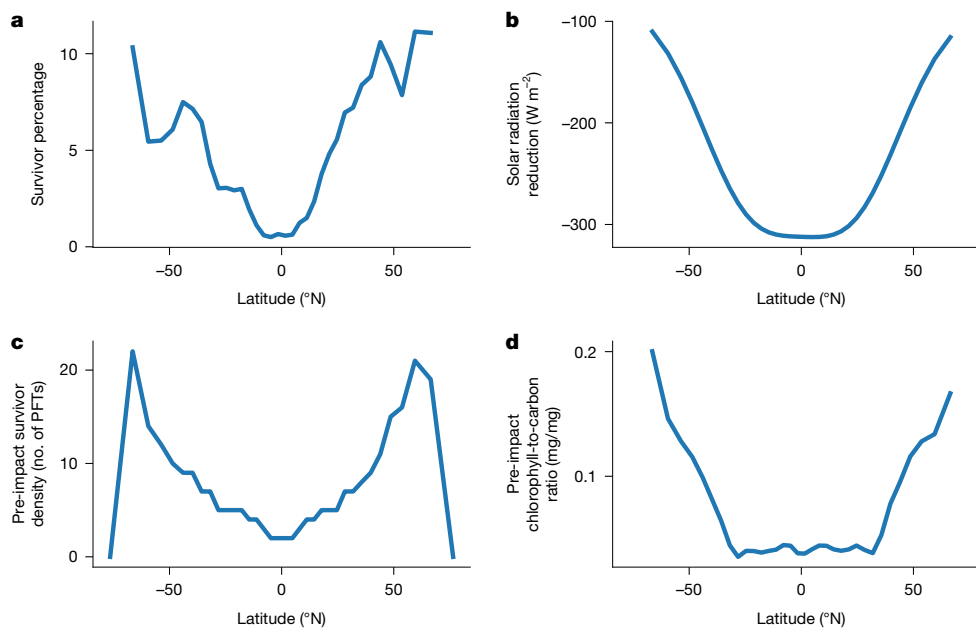 a
Survivor percentage
10
5
0
−50
0
50
Latitude (°N)
b
Solar radiation
reduction (W m−2)
−100
−200
−300
−50
0
50
Latitude (°N)
c
Pre-impact survivor
density (no. of PFTs)
20
10
0
−50
0
50
Latitude (°N)
d
Pre-impact
chlorophyll-to-carbon
ratio (mg/mg)
0.2
0.1
−50
0
50
Latitude (°N)